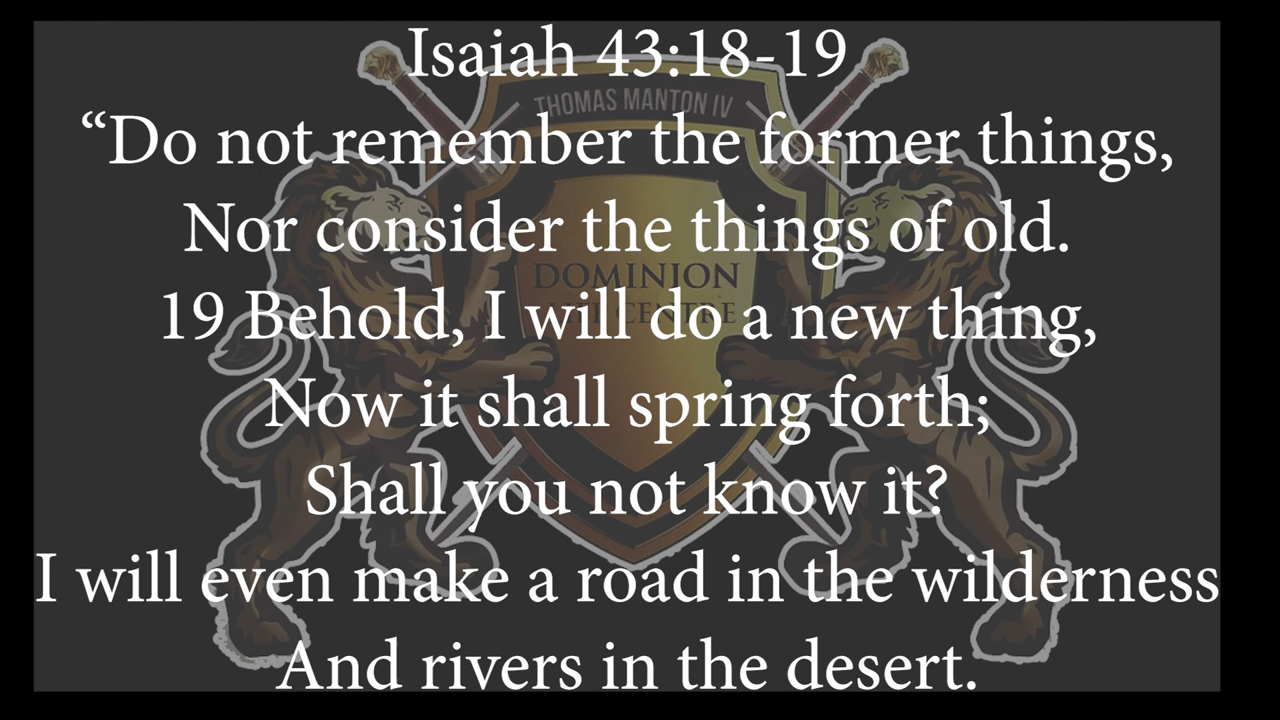 Isaiah 43:18-19
THOMAS MANTON IV
“Do not remember the former things,
Nor consider the things of old.
DOMINION
CENTRE
19 Behold, I will do a new thing,
Now it shall spring forth;
Shall you not know it?
I will even make a road in the wilderness
And rivers in the desert.